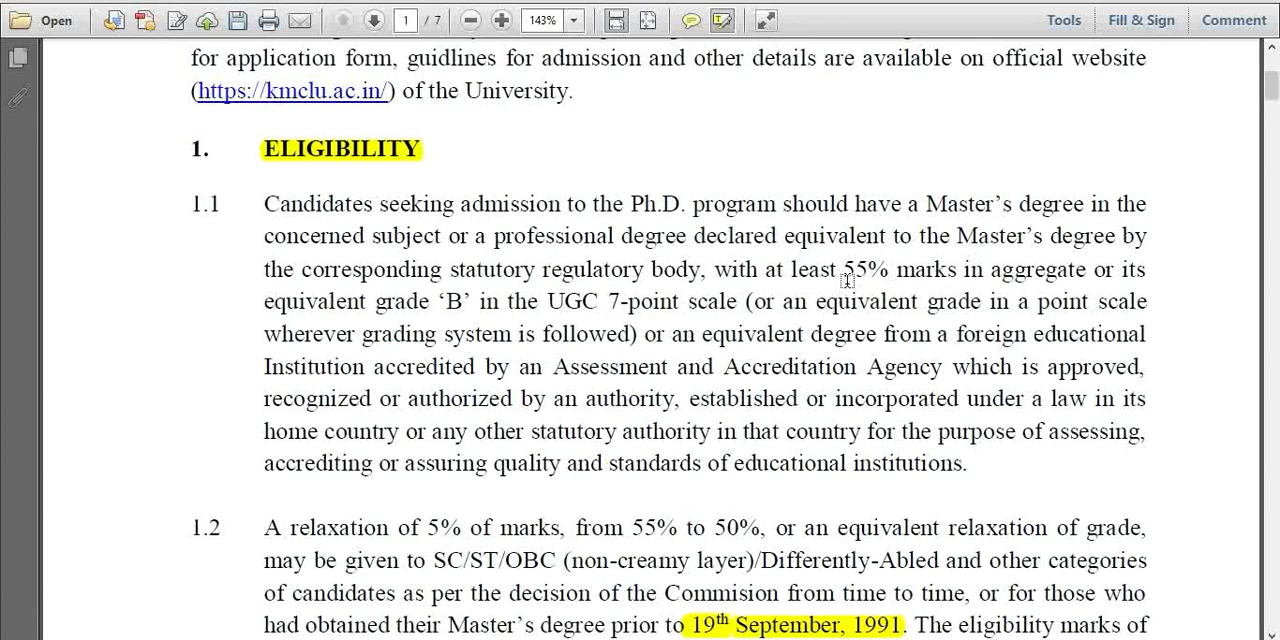 Open
1 / 7
143%
Tools
Fill & Sign
Comment
for application form, guidlines for admission and other details are available on official website
(https://kmclu.ac.in/) of the University.
1. ELIGIBILITY
1.1 Candidates seeking admission to the Ph.D. program should have a Master's degree in the
concerned subject or a professional degree declared equivalent to the Master's degree by
the corresponding statutory regulatory body, with at least 55% marks in aggregate or its
equivalent grade ‘B’ in the UGC 7-point scale (or an equivalent grade in a point scale
wherever grading system is followed) or an equivalent degree from a foreign educational
Institution accredited by an Assessment and Accreditation Agency which is approved,
recognized or authorized by an authority, established or incorporated under a law in its
home country or any other statutory authority in that country for the purpose of assessing,
accrediting or assuring quality and standards of educational institutions.
1.2 A relaxation of 5% of marks, from 55% to 50%, or an equivalent relaxation of grade,
may be given to SC/ST/OBC (non-creamy layer)/Differently-Abled and other categories
of candidates as per the decision of the Commision from time to time, or for those who
had obtained their Master's degree prior to 19th September, 1991. The eligibility marks of